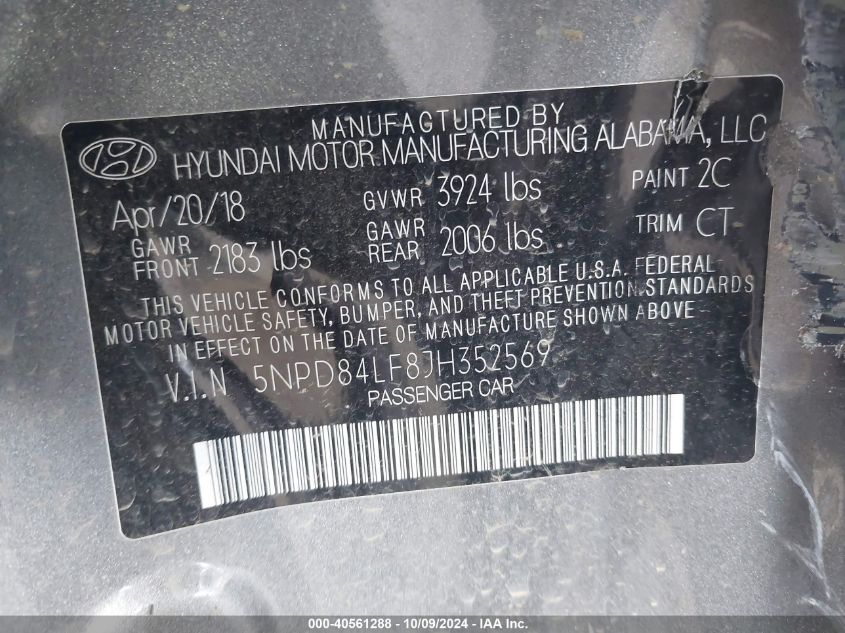 MANUFACTURED BY
HYUNDAI MOTOR MANUFACTURING ALABAMA, LLC
Apr/20/18 GVWR 3924 lbs PAINT 2C
GAWR FRONT 2183 lbs GAWR REAR 2006 lbs TRIM CT
THIS VEHICLE CONFORMS TO ALL APPLICABLE U.S.A. FEDERAL
MOTOR VEHICLE SAFETY, BUMPER, AND THEFT PREVENTION STANDARDS
IN EFFECT ON THE DATE OF MANUFACTURE SHOWN ABOVE
V.I.N 5NPD84LF8JH352569
PASSENGER CAR
000-40561288 - 10/09/2024 - IAA Inc.